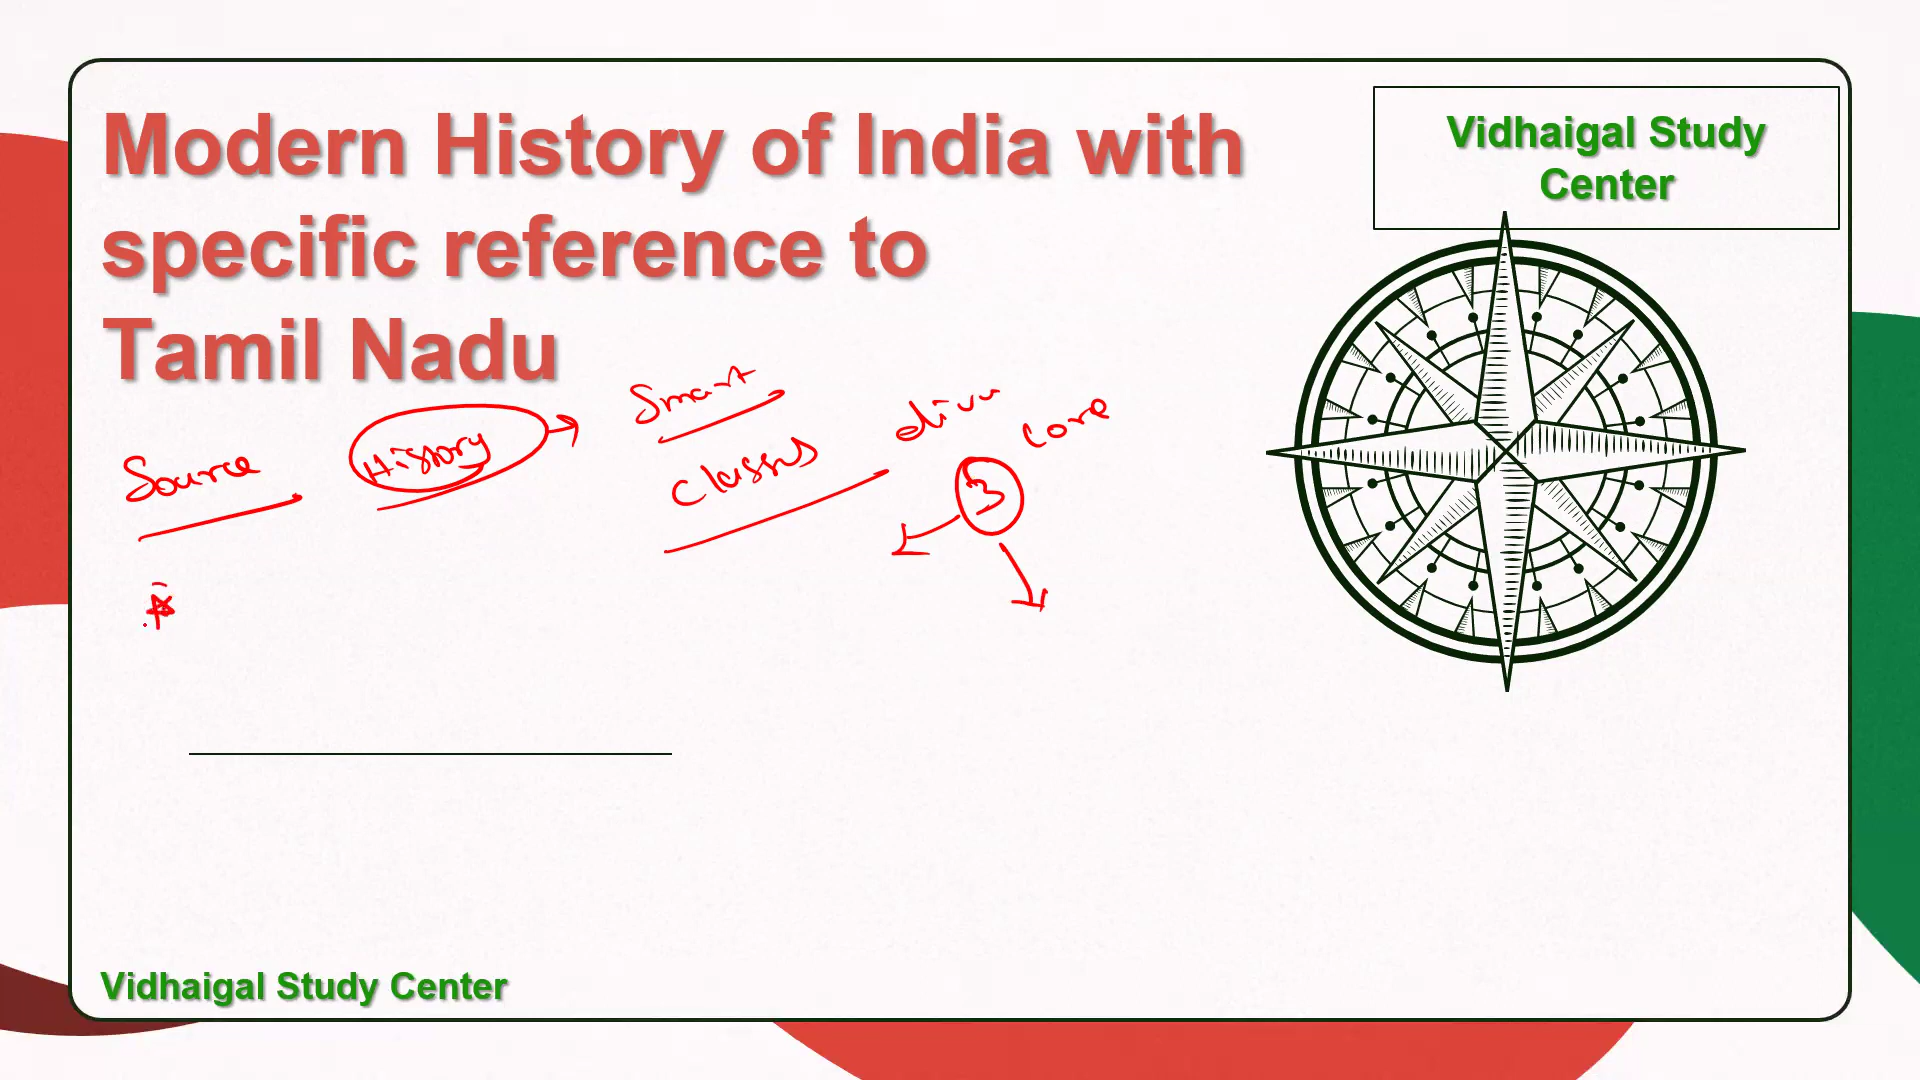 Modern History of India with
specific reference to
Tamil Nadu
Vidhaigal Study
Center
Smart
Source
History
Classes
3
core
Vidhaigal Study Center